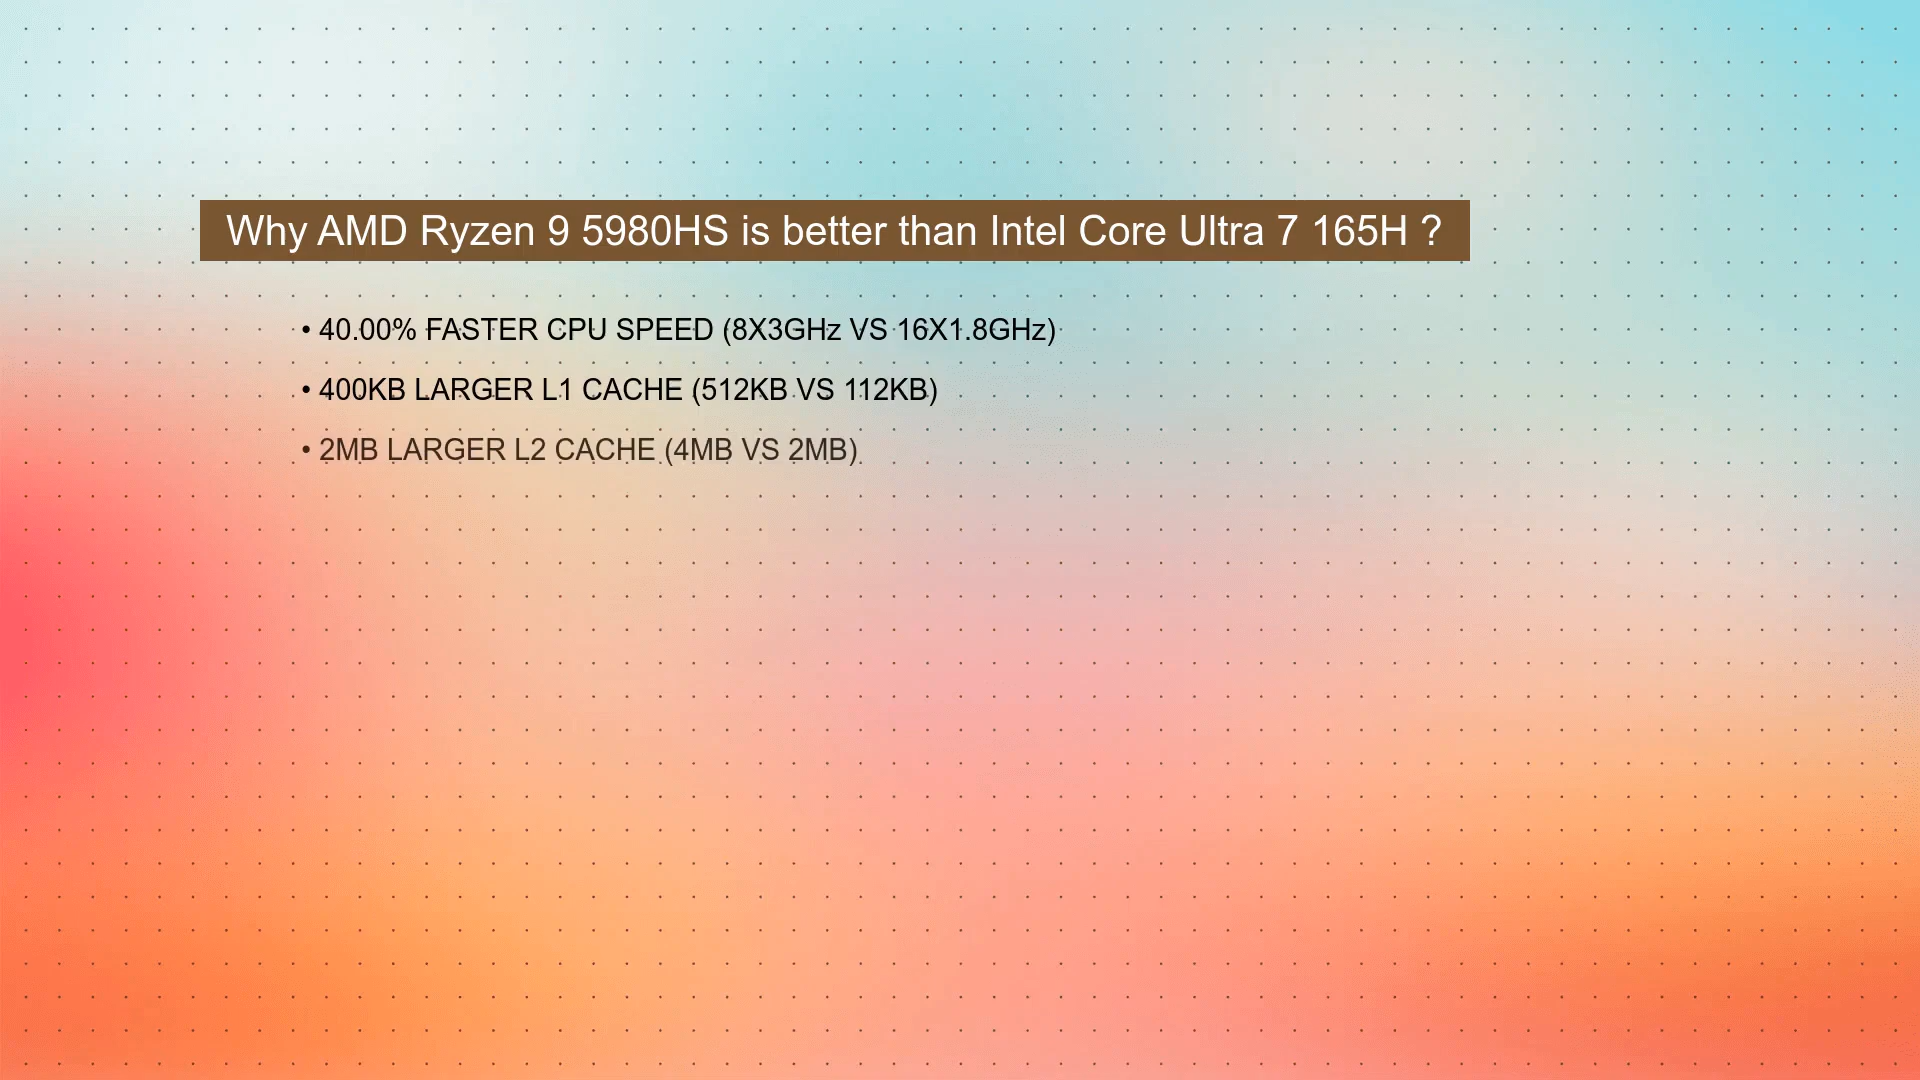 Why AMD Ryzen 9 5980HS is better than Intel Core Ultra 7 165H ?
• 40.00% FASTER CPU SPEED (8X3GHz VS 16X1.8GHz)
• 400KB LARGER L1 CACHE (512KB VS 112KB)
• 2MB LARGER L2 CACHE (4MB VS 2MB)